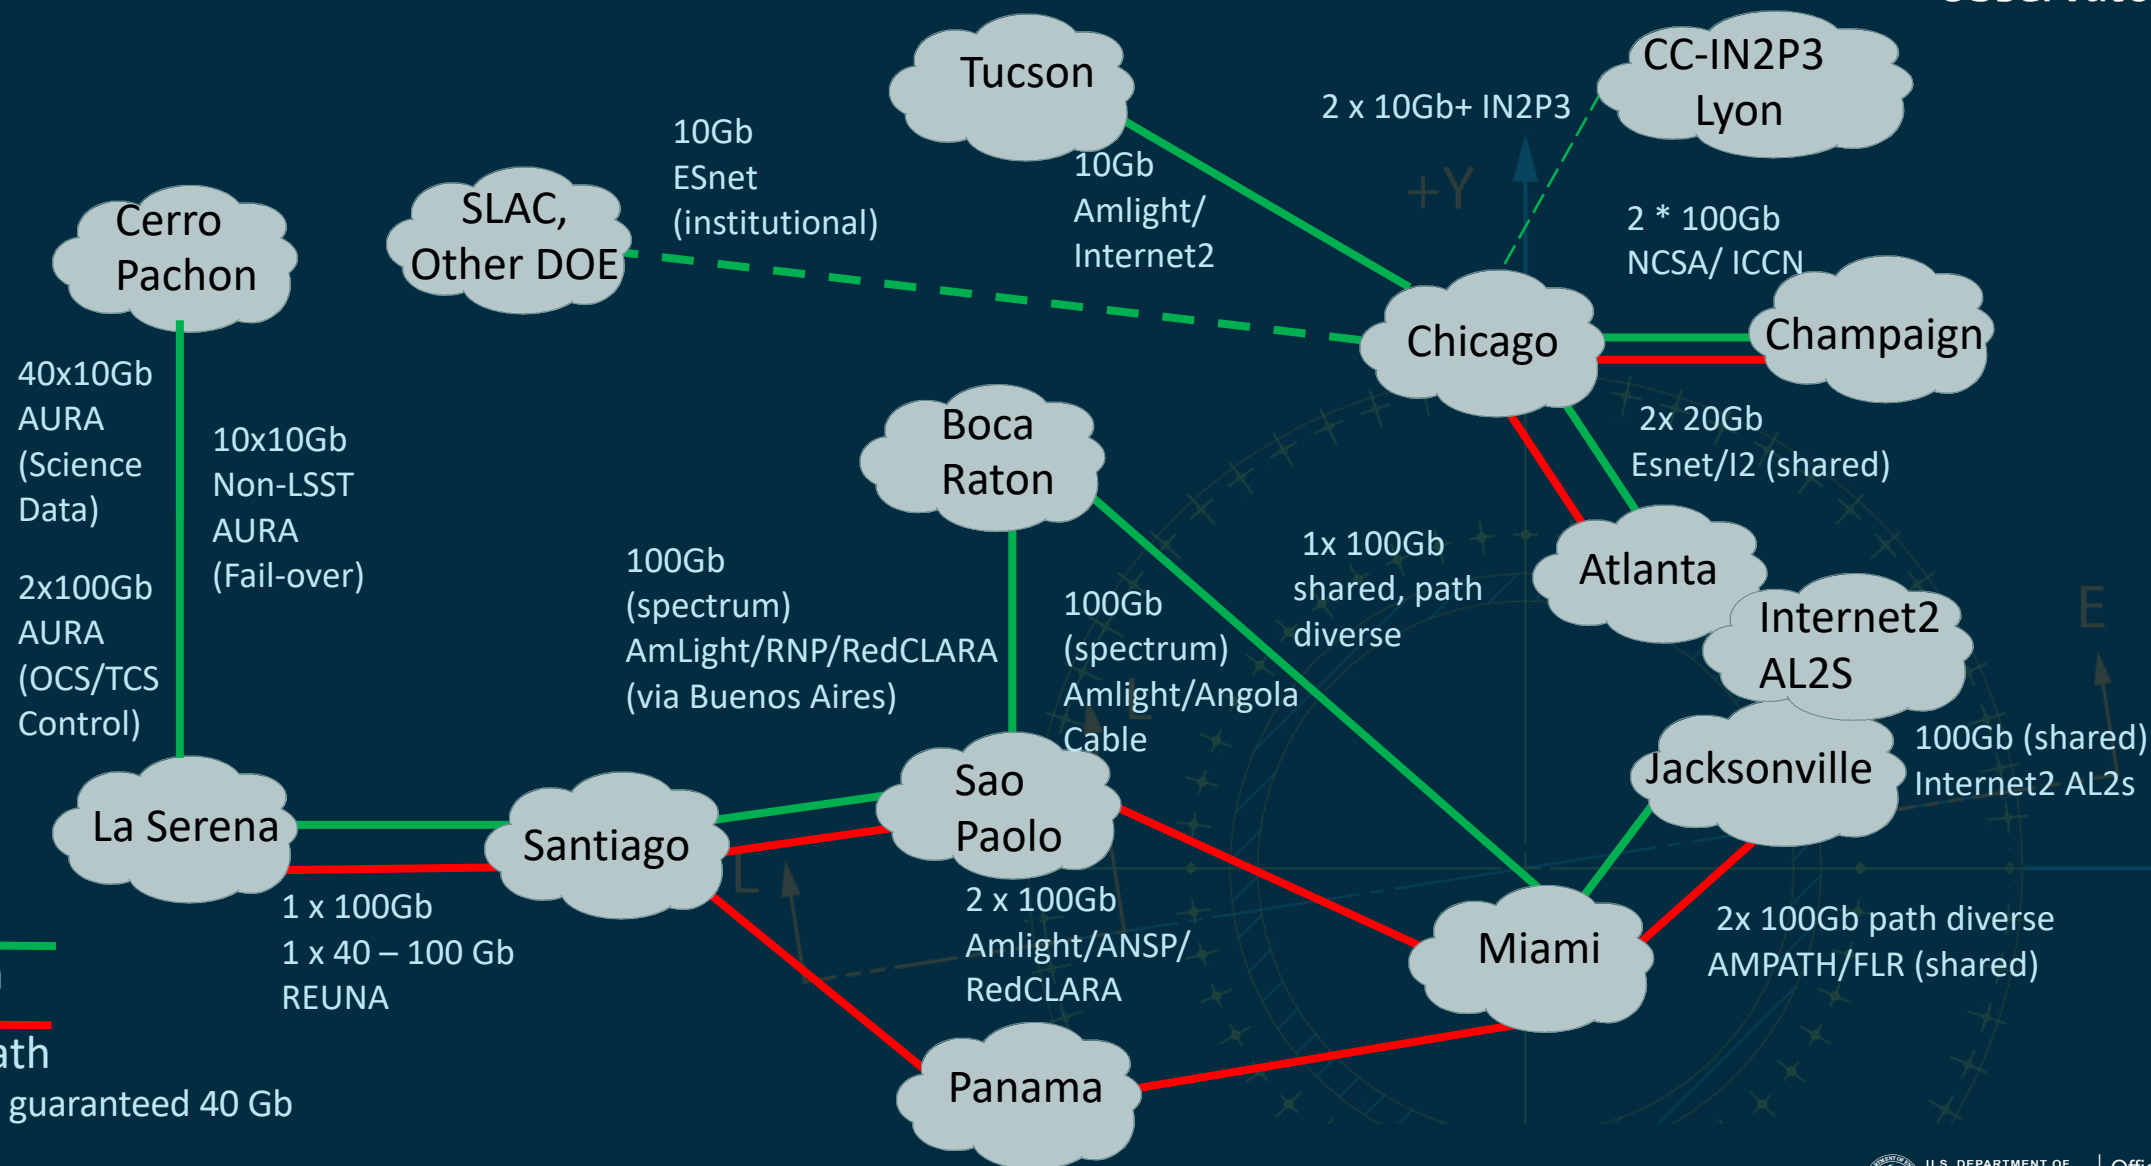 Tucson
CC-IN2P3
Lyon
2 x 10Gb+ IN2P3
10Gb
ESnet
(institutional)
10Gb
Amlight/
Internet2
+Y
SLAC,
Other DOE
Cerro
Pachon
2 * 100Gb
NCSA/ ICCN
Chicago
Champaign
40x10Gb
AURA
(Science
Data)
10x10Gb
Non-LSST
AURA
(Fail-over)
2x100Gb
AURA
(OCS/TCS
Control)
Boca
Raton
2x 20Gb
Esnet/I2 (shared)
100Gb
(spectrum)
AmLight/RNP/RedCLARA
(via Buenos Aires)
100Gb
(spectrum)
Amlight/Angola
Cable
1x 100Gb
shared, path
diverse
Atlanta
Internet2
AL2S
E
L
Jacksonville
100Gb (shared)
Internet2 AL2s
La Serena
Santiago
Sao
Paolo
L
1 x 100Gb
1 x 40 – 100 Gb
REUNA
2 x 100Gb
Amlight/ANSP/
RedCLARA
Miami
2x 100Gb path diverse
AMPATH/FLR (shared)
Panama
guaranteed 40 Gb
U.S. DEPARTMENT OF